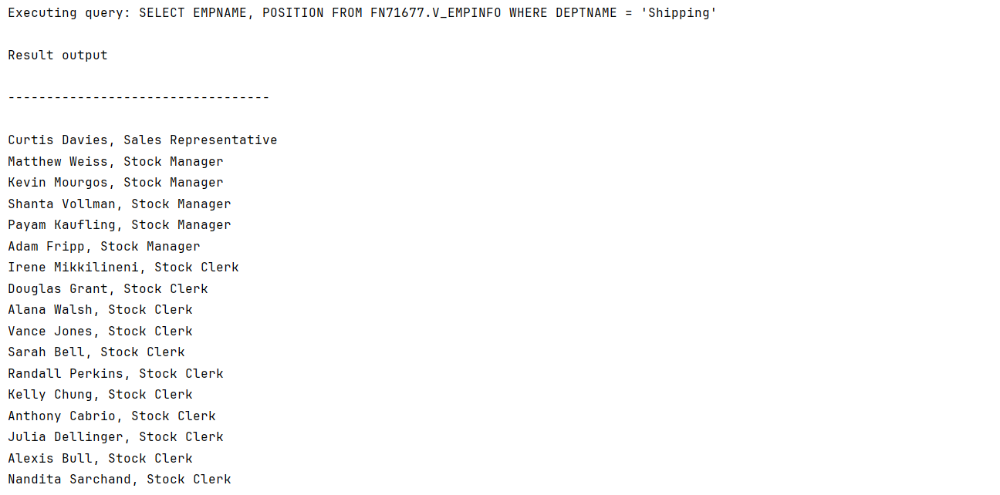 Executing query: SELECT EMPNAME, POSITION FROM FN71677.V_EMPINFO WHERE DEPTNAME = 'Shipping'
Result output
----------------------------------
Curtis Davies, Sales Representative
Matthew Weiss, Stock Manager
Kevin Mourgos, Stock Manager
Shanta Vollman, Stock Manager
Payam Kaufling, Stock Manager
Adam Fripp, Stock Manager
Irene Mikkilineni, Stock Clerk
Douglas Grant, Stock Clerk
Alana Walsh, Stock Clerk
Vance Jones, Stock Clerk
Sarah Bell, Stock Clerk
Randall Perkins, Stock Clerk
Kelly Chung, Stock Clerk
Anthony Cabrio, Stock Clerk
Julia Dellinger, Stock Clerk
Alexis Bull, Stock Clerk
Nandita Sarchand, Stock Clerk